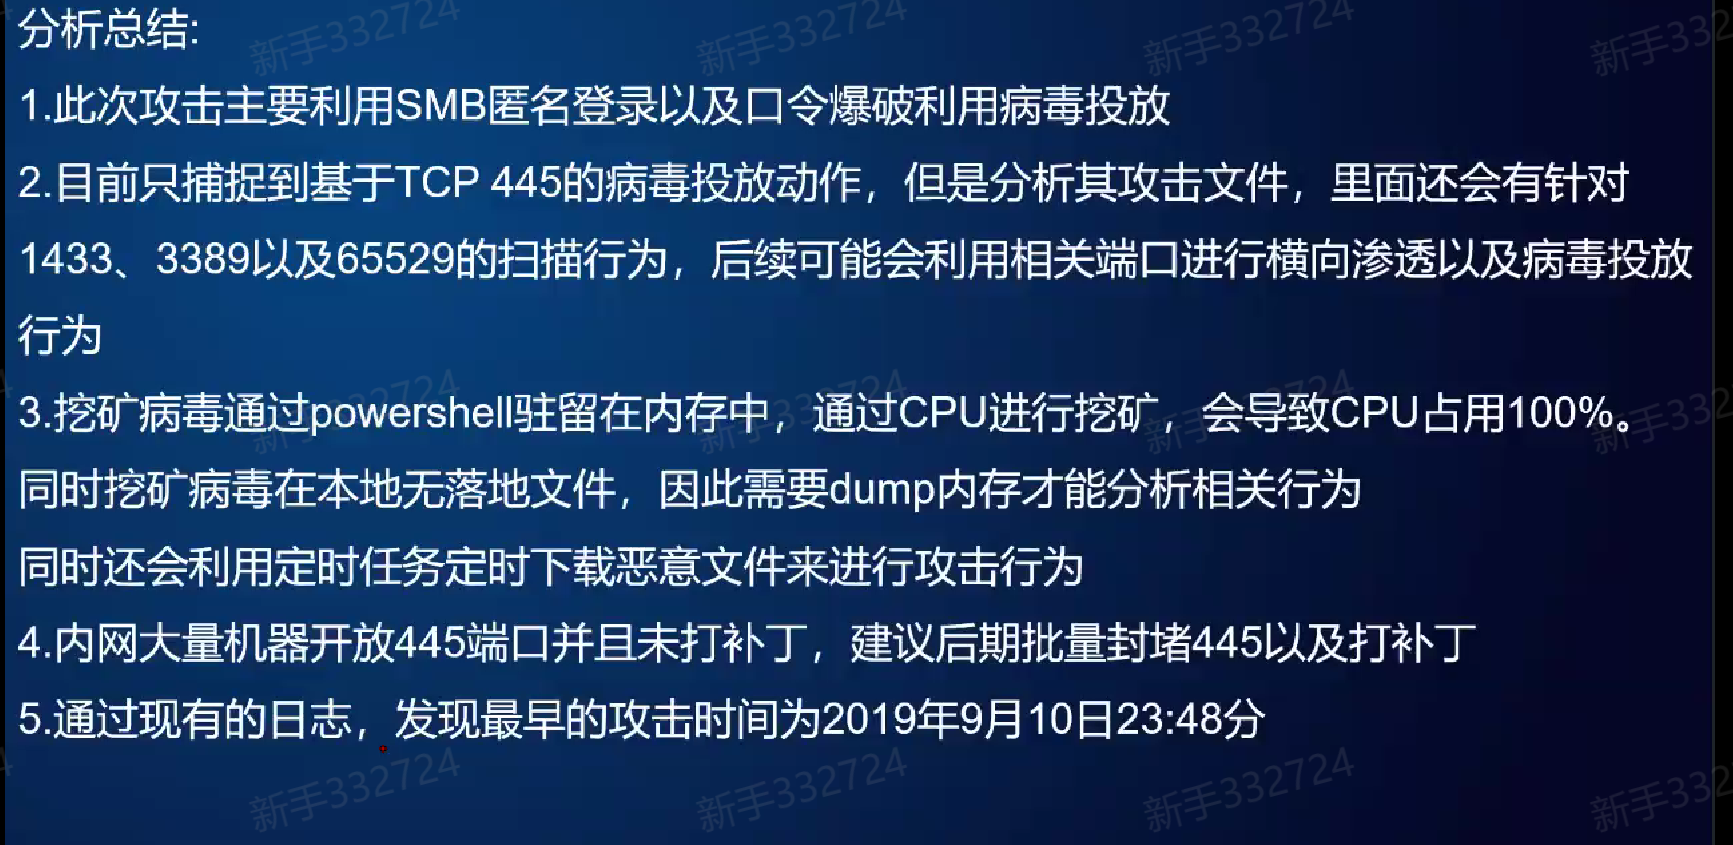 分析总结:
1.此次攻击主要利用SMB匿名登录以及口令爆破利用病毒投放
2.目前只捕捉到基于TCP 445的病毒投放动作，但是分析其攻击文件，里面还会有针对
1433、3389以及65529的扫描行为，后续可能会利用相关端口进行横向渗透以及病毒投放
行为
3.挖矿病毒通过powershell驻留在内存中，通过CPU进行挖矿，会导致CPU占用100%。
同时挖矿病毒在本地无落地文件，因此需要dump内存才能分析相关行为
同时还会利用定时任务定时下载恶意文件来进行攻击行为
4.内网大量机器开放445端口并且未打补丁，建议后期批量封堵445以及打补丁
5.通过现有的日志，发现最早的攻击时间为2019年9月10日23:48分
新手332724
新手332724
新手332724
新手332
新手332724
新手332724
新手332724
新手332
新手332724
新手332724
新手332724
新手332